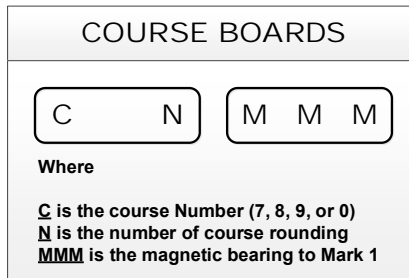 COURSE BOARDS
C N M M M
Where
C is the course Number (7, 8, 9, or 0)
N is the number of course rounding
MMM is the magnetic bearing to Mark 1